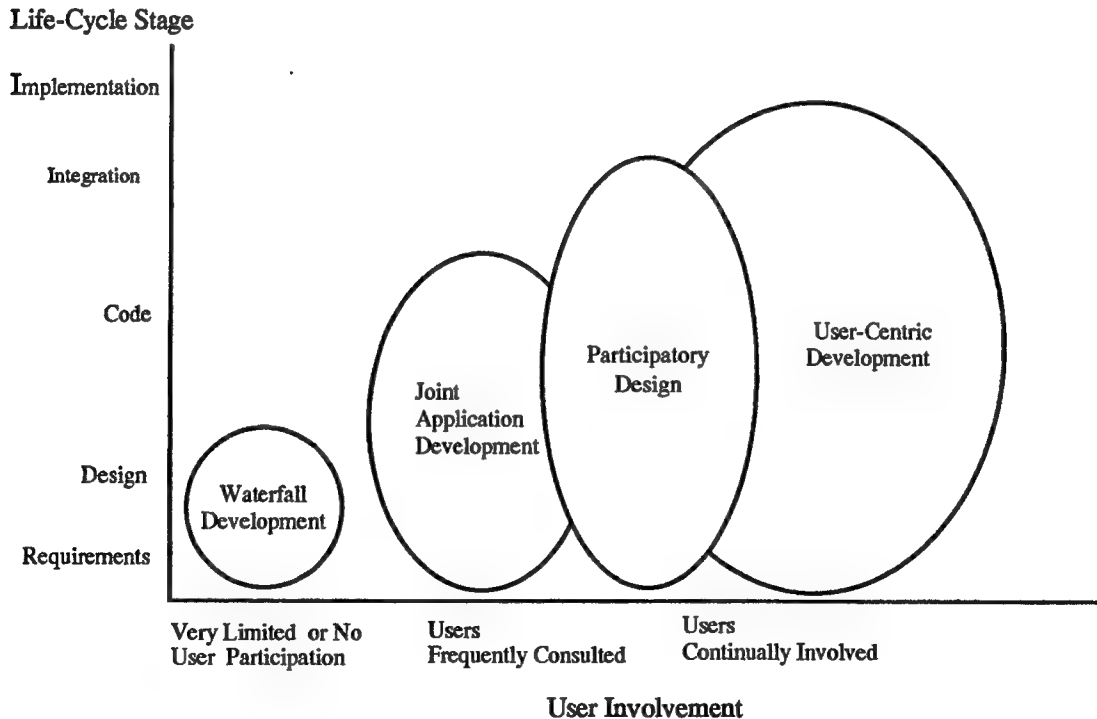 Life-Cycle Stage
Implementation
Integration
Code
Design
Requirements
Waterfall
Development
Joint
Application
Development
Participatory
Design
User-Centric
Development
Very Limited or No
User Participation
Users
Frequently Consulted
Users
Continually Involved
User Involvement